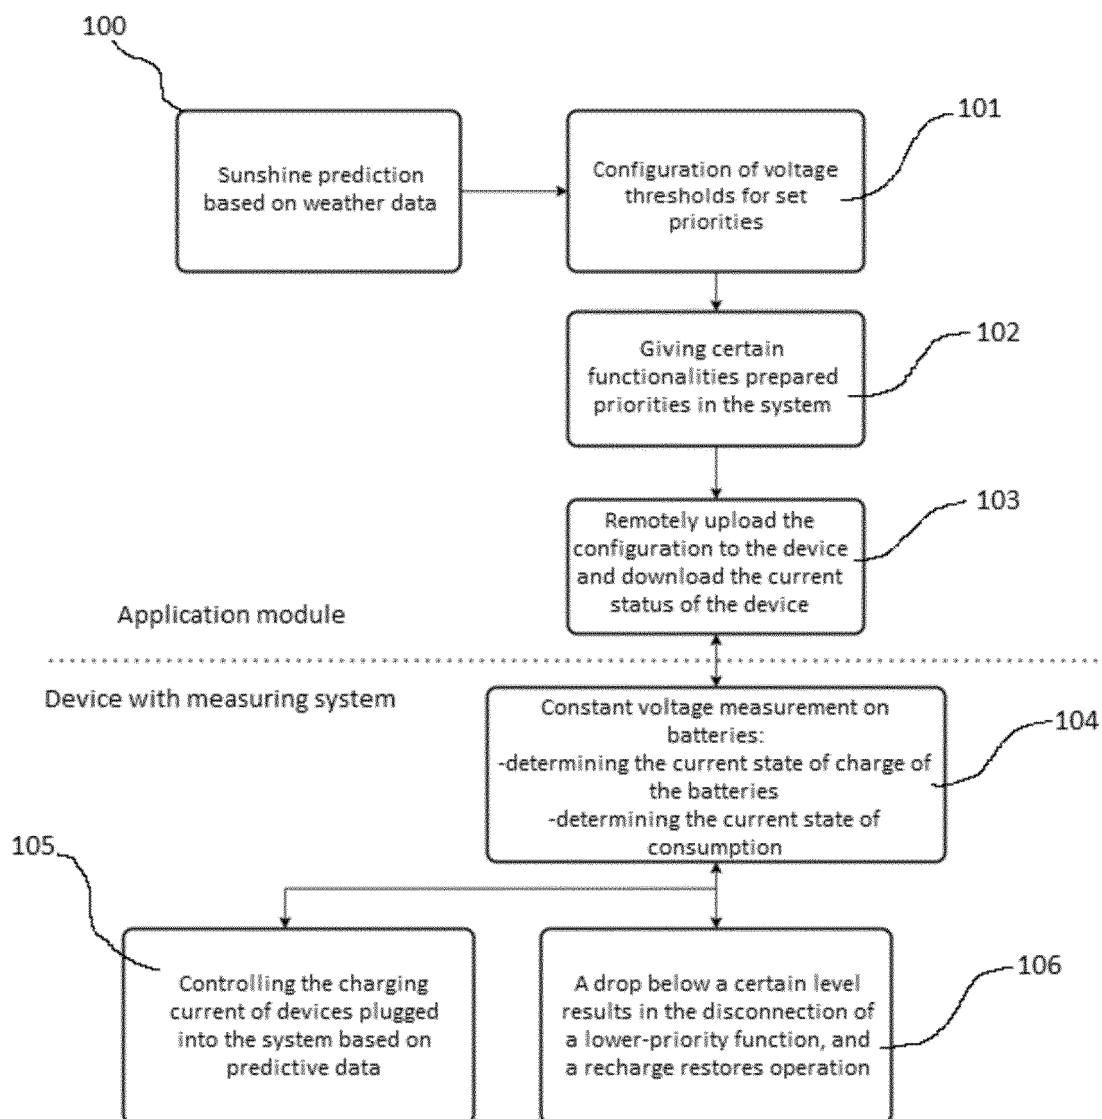 100
Sunshine prediction
based on weather data
101
Configuration of voltage
thresholds for set
priorities
102
Giving certain
functionalities prepared
priorities in the system
103
Remotely upload the
configuration to the device
and download the current
status of the device
Application module
Device with measuring system
104
Constant voltage measurement on
batteries:
-determining the current state of charge of
the batteries
-determining the current state of
consumption
105
Controlling the charging
current of devices plugged
into the system based on
predictive data
106
A drop below a certain level
results in the disconnection of
a lower-priority function, and
a recharge restores operation